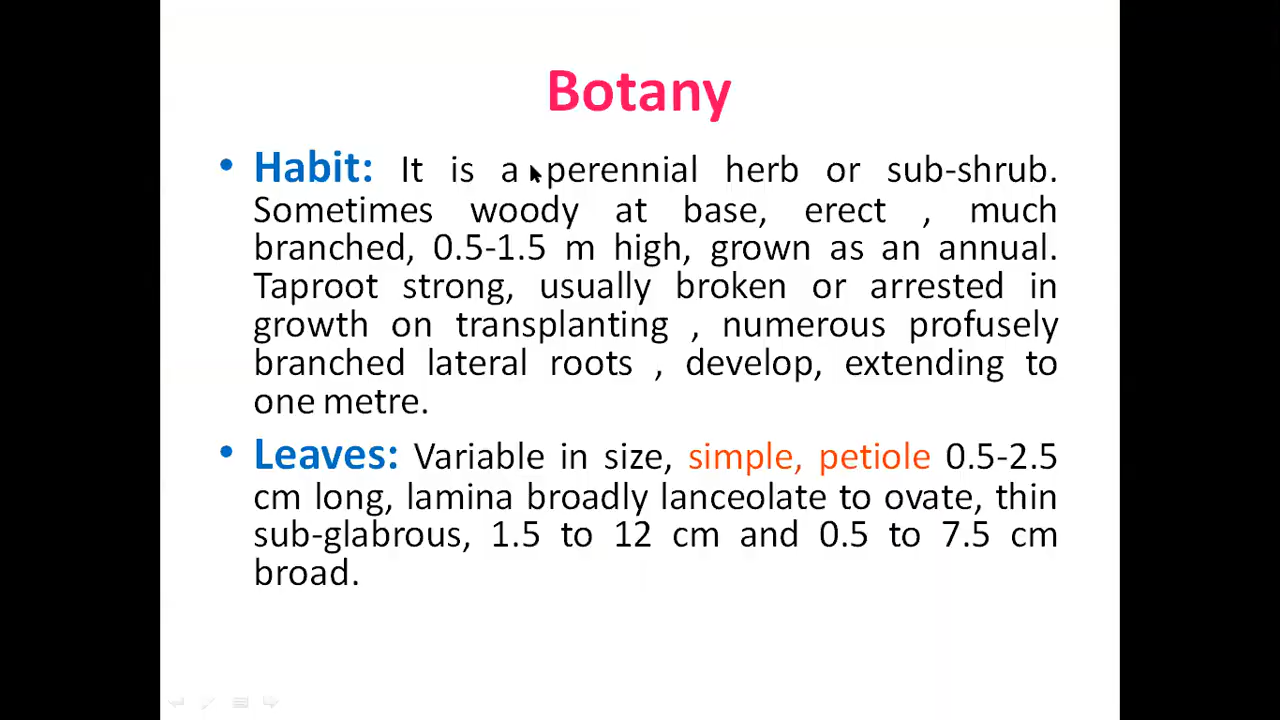 Botany
• Habit: It is a perennial herb or sub-shrub.
Sometimes woody at base, erect , much
branched, 0.5-1.5 m high, grown as an annual.
Taproot strong, usually broken or arrested in
growth on transplanting , numerous profusely
branched lateral roots , develop, extending to
one metre.
• Leaves: Variable in size, simple, petiole 0.5-2.5
cm long, lamina broadly lanceolate to ovate, thin
sub-glabrous, 1.5 to 12 cm and 0.5 to 7.5 cm
broad.